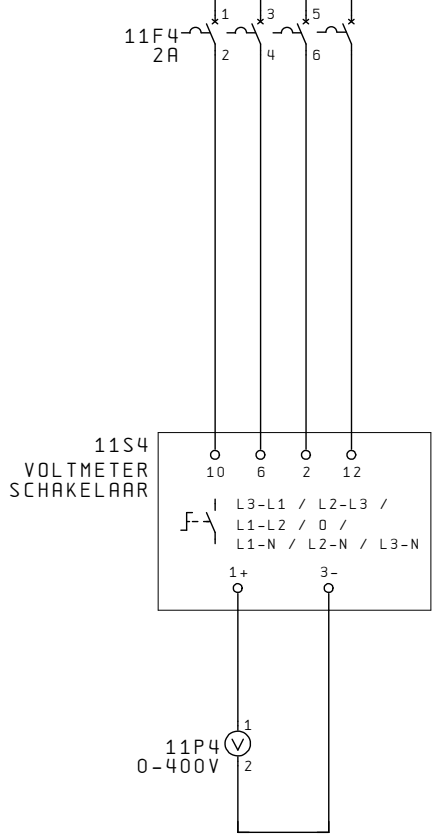 1 3 5
11F4
2A
2 4 6
11S4
VOLTMETER
SCHAKELAAR
10 6 2 12
L3-L1 / L2-L3 /
L1-L2 / 0 /
L1-N / L2-N / L3-N
1+ 3-
1
11P4
V
0-400V
2